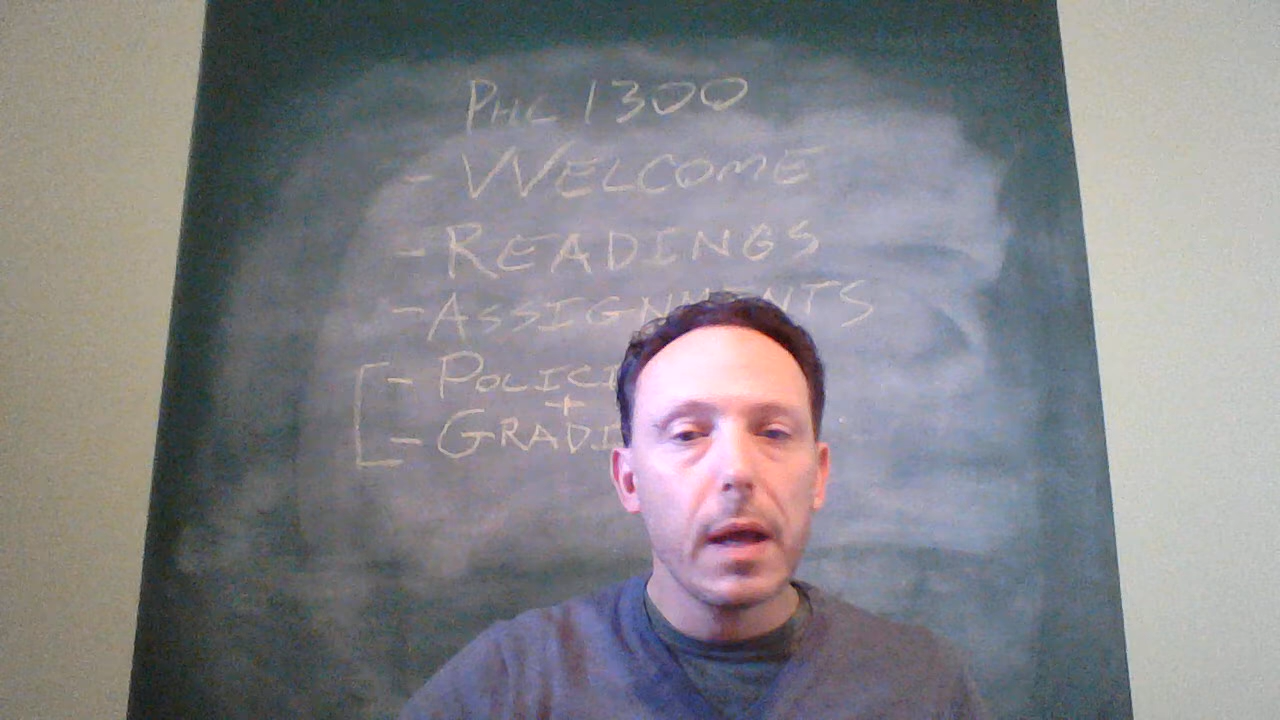 PHL 1300
- WELCOME
- READINGS
- ASSIGNMENTS
[- POLICI
+
- GRADI